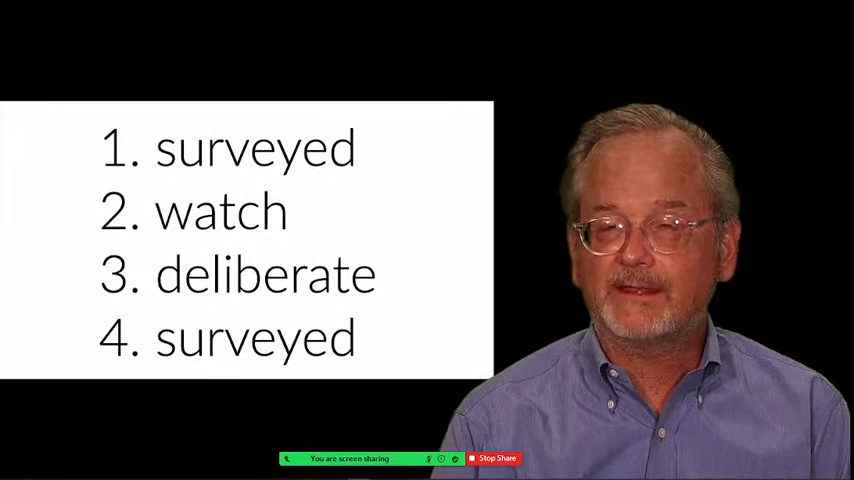 1. surveyed
2. watch
3. deliberate
4. surveyed
You are screen sharing
Stop Share